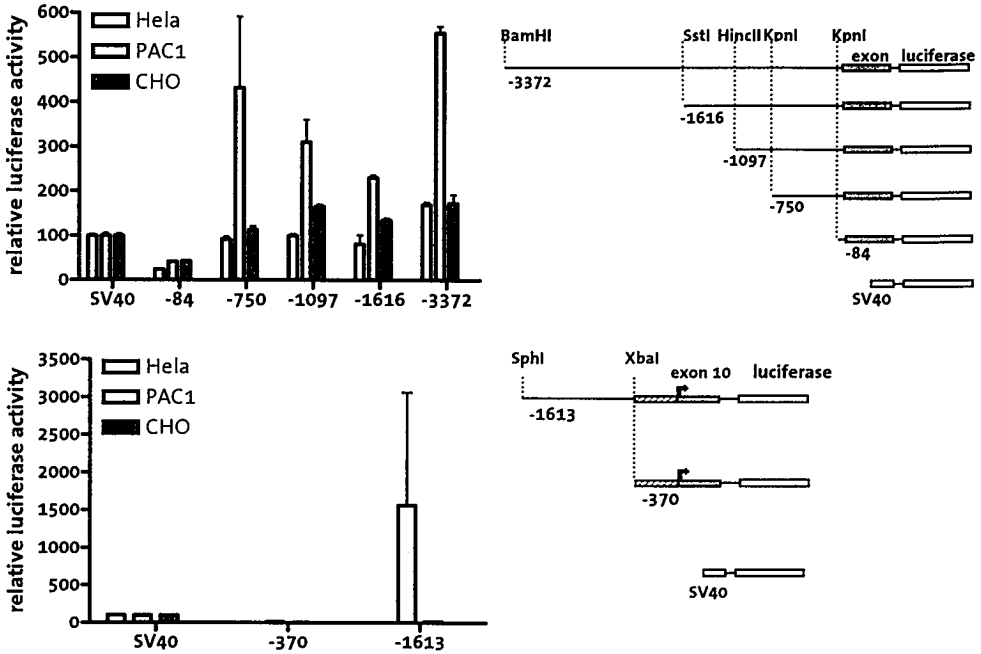 relative luciferase activity
600
500
400
300
200
100
0
Hela
PAC1
CHO
SV40 -84 -750 -1097 -1616 -3372
BamHI SstI HincII KpnI KpnI
exon luciferase
-3372
-1616
-1097
-750
-84
SV40
relative luciferase activity
3500
3000
2500
2000
1500
1000
500
0
Hela
PAC1
CHO
SV40 -370 -1613
SphI XbaI
exon 10 luciferase
-1613
-370
SV40